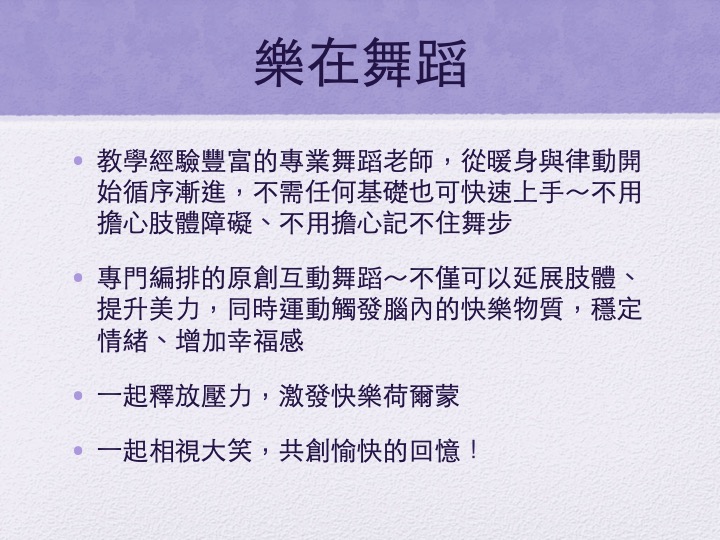 樂在舞蹈
• 教學經驗豐富的專業舞蹈老師，從暖身與律動開
始循序漸進，不需任何基礎也可快速上手～不用
擔心肢體障礙、不用擔心記不住舞步
• 專門編排的原創互動舞蹈～不僅可以延展肢體、
提升美力，同時運動觸發腦內的快樂物質，穩定
情緒、增加幸福感
• 一起釋放壓力，激發快樂荷爾蒙
• 一起相視大笑，共創愉快的回憶！